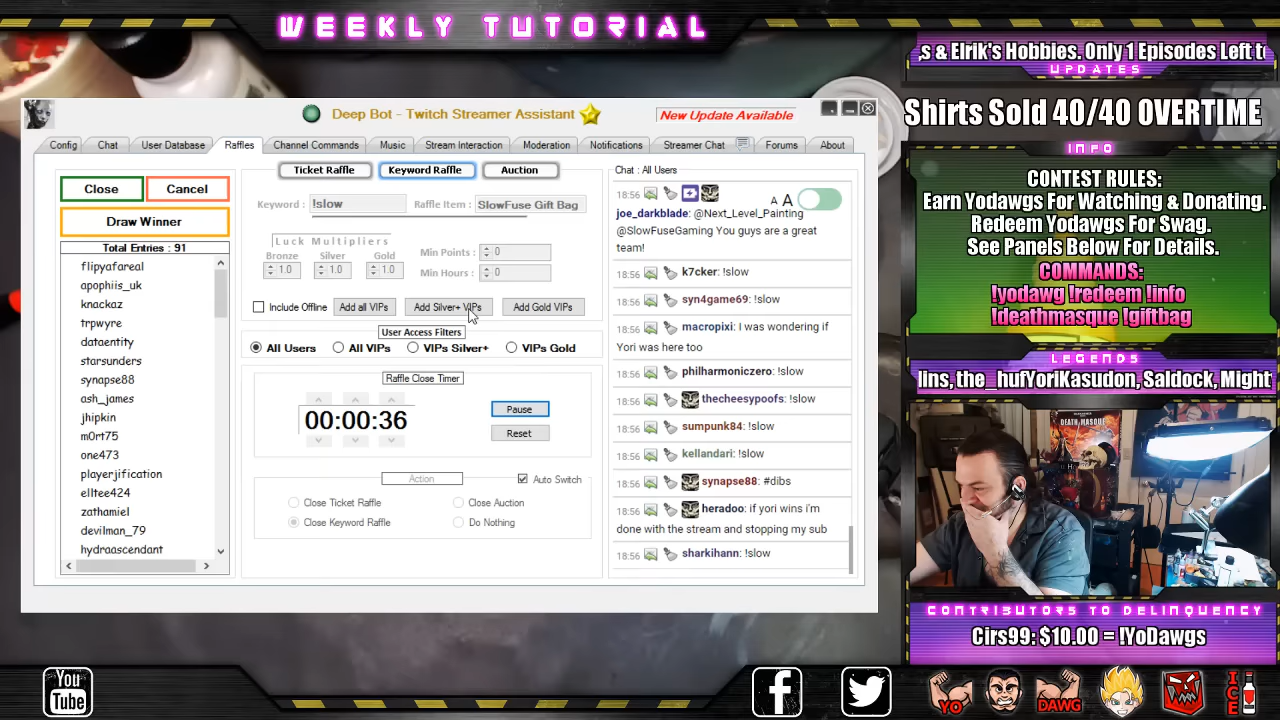 WEEKLY TUTORIAL
,s & Elrik's Hobbies. Only 1 Episodes Left to
UPDATES
Shirts Sold 40/40 OVERTIME
INFO
CONTEST RULES:
Earn Yodawgs For Watching & Donating.
Redeem Yodawgs For Swag.
See Panels Below For Details.
COMMANDS:
!yodawg !redeem !info
!deathmasque !giftbag
LEGENDS
lins, the_hufYoriKasudon, Saldock, Might
DEATH MASQUE
CONTRIBUTORS TO DELINQUENCY
Cirs99: $10.00 = !YoDawgs
Deep Bot - Twitch Streamer Assistant
New Update Available
Config Chat User Database Raffles Channel Commands Music Stream Interaction Moderation Notifications Streamer Chat Forums About
Close Cancel
Draw Winner
Total Entries : 91
flipyafareal
apophiis_uk
knackaz
trpwyre
dataentity
starsunders
synapse88
ash_james
jhipkin
m0rt75
one473
playerjification
elltee424
zathamiel
devilman_79
hydraascendant
Ticket Raffle Keyword Raffle Auction
Keyword : !slow Raffle Item : SlowFuse Gift Bag
Luck Multipliers
Bronze Silver Gold
1.0 1.0 1.0
Min Points : 0
Min Hours : 0
Include Offline Add all VIPs Add Silver+ VIPs Add Gold VIPs
User Access Filters
All Users All VIPs VIPs Silver+ VIPs Gold
Raffle Close Timer
00:00:36
Pause
Reset
Action
Auto Switch
Close Ticket Raffle Close Auction
Close Keyword Raffle Do Nothing
Chat : All Users
18:56 A A
joe_darkblade: @Next_Level_Painting
@SlowFuseGaming You guys are a great
team!
18:56 k7cker: !slow
18:56 syn4game69: !slow
18:56 macropixi: I was wondering if
Yori was here too
18:56 philharmoniczero: !slow
18:56 thecheesypoofs: !slow
18:56 sumpunk84: !slow
18:56 kellandari: !slow
18:56 synapse88: #dibs
18:56 heradoo: if yori wins i'm
done with the stream and stopping my sub
18:56 sharkihann: !slow
You
Tube
f
YO
DAWG
ICE